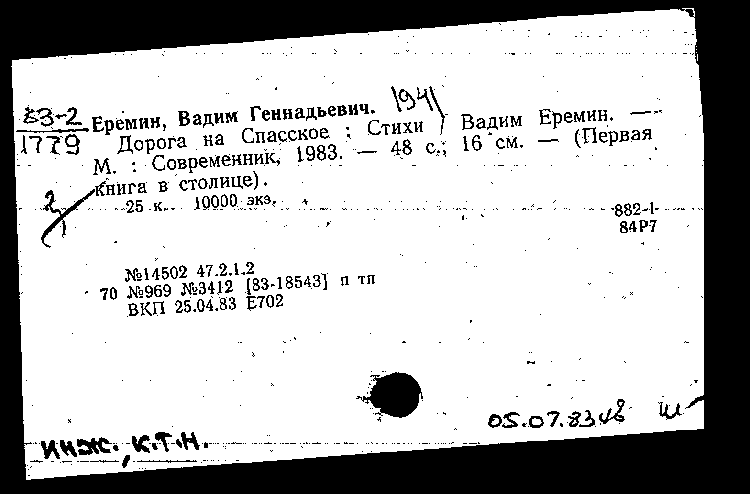 83-2
1779
Еремин, Вадим Геннадьевич. 1941
Дорога на Спасское : Стихи / Вадим Еремин. —
М. : Современник, 1983. — 48 с.; 16 см. — (Первая
книга в столице).
25 к. 10000 экз.
882-1
84Р7
№14502 47.2.1.2
70 №969 №3412 [83-18543] п тп
ВКП 25.04.83 Е702
05.07.83
инж., к.т.н.